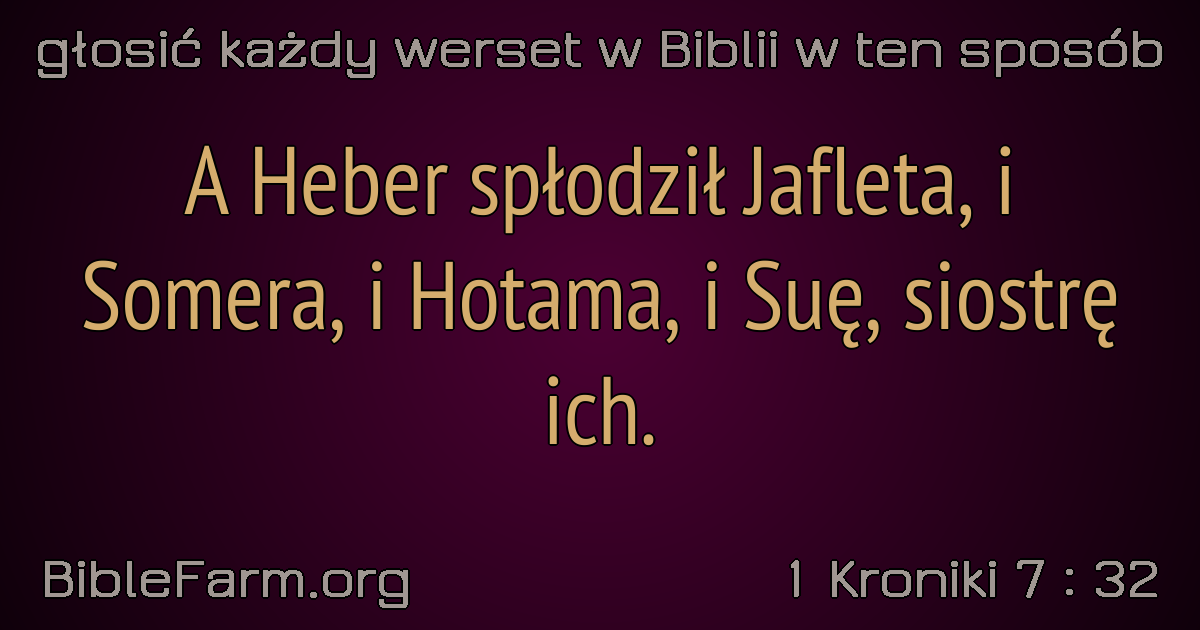 głosić każdy werset w Biblii w ten sposób
A Heber spłodził Jafleta, i
Somera, i Hotama, i Suę, siostrę
ich.
BibleFarm.org
1 Kroniki 7 : 32